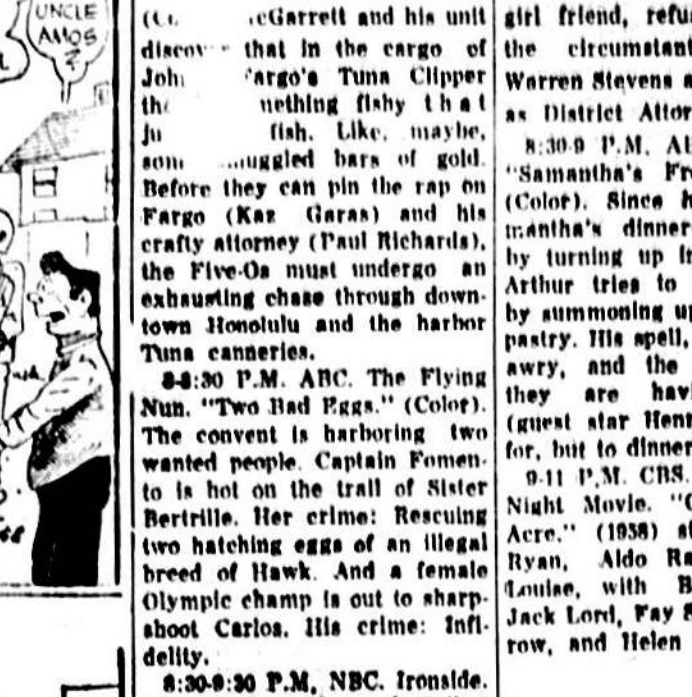 UNCLE
AMOS
?
McGarrett and his unit
discover that in the cargo of
Fargo's Tuna Clipper
fishy that
fish. Like, maybe,
smuggled bars of gold.
Before they can pin the rap on
Fargo (Kaz Garas) and his
crafty attorney (Paul Richards),
the Five-Os must undergo an
exhausting chase through down-
town Honolulu and the harbor
Tuna canneries.
8-8:30 P.M. ABC. The Flying
Nun. "Two Bad Eggs." (Color).
The convent is harboring two
wanted people. Captain Fomen-
to is hot on the trail of Sister
Bertrille. Her crime: Rescuing
two hatching eggs of an illegal
breed of Hawk. And a female
Olympic champ is out to sharp-
shoot Carlos. His crime: Infi-
delity.
8:30-9:30 P.M. NBC. Ironside.
girl friend, refu
the circumstan
Warren Stevens a
as District Attor
8:30-9 P.M. AB
"Samantha's Fr
(Color). Since h
mantha's dinner
by turning up in
Arthur tries to
by summoning up
pastry. His spell,
awry, and the
they are hav
(guest star Henr
for, but to dinner
9-11 P.M. CBS.
Night Movie. "G
Acre." (1958) st
Ryan, Aldo Ra
Louise, with B
Jack Lord, Fay S
row, and Helen